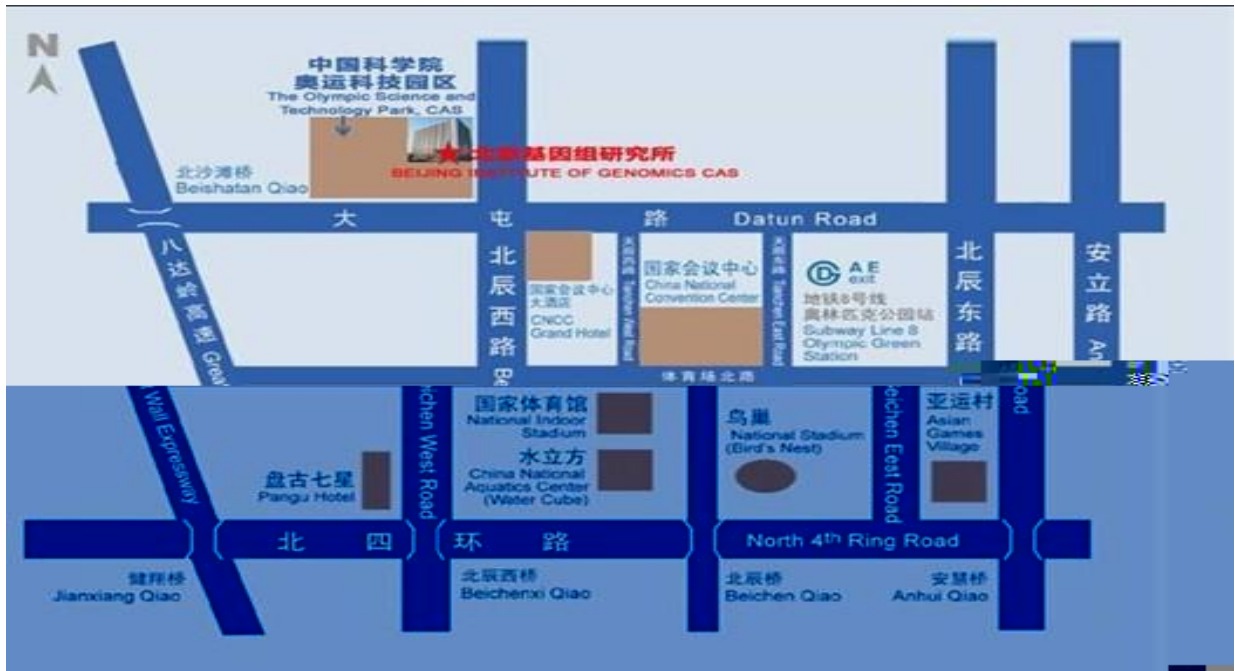 N
中国科学院
奥运科技园区
The Olympic Science and
Technology Park, CAS
北京基因组研究所
BEIJING INSTITUTE OF GENOMICS CAS
北沙滩桥
Beishatan Qiao
大 屯 路 Datun Road
八达岭高速 Great
北辰西路 Be
国家会议中心
大酒店
CNCC
Grand Hotel
天辰西路 Tianchen West Road
国家会议中心
China National
Convention Center
天辰东路 Tianchen East Road
A E
exit
地铁8号线
奥林匹克公园站
Subway Line 8
Olympic Green
Station
北辰东路
安立路 An
体育场北路
Wall Expressway
盘古七星
Pangu Hotel
eichen West Road
国家体育馆
National Indoor
Stadium
水立方
China National
Aquatics Center
(Water Cube)
鸟巢
National Stadium
(Bird's Nest)
Beichen Eest Road
亚运村
Asian
Games
Village
Road
北 四 环 路 North 4th Ring Road
健翔桥
Jianxiang Qiao
北辰西桥
Beichenxi Qiao
北辰桥
Beichen Qiao
安慧桥
Anhui Qiao